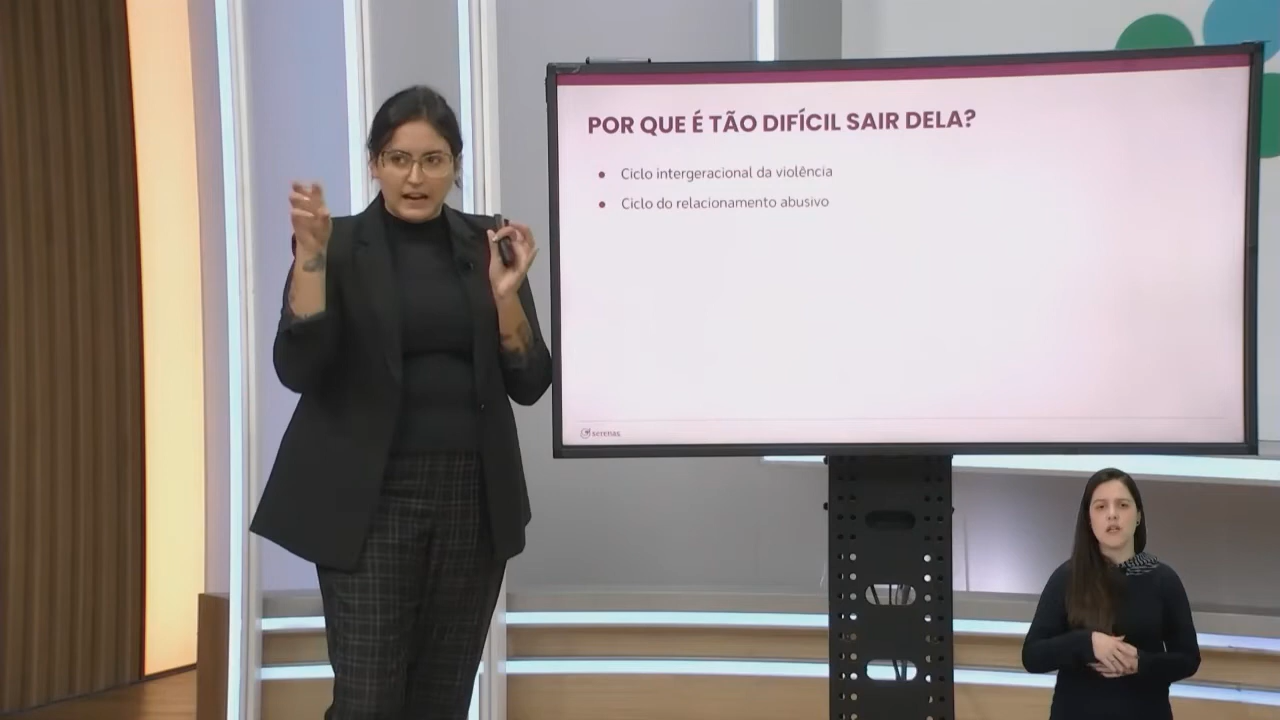 POR QUE É TÃO DIFÍCIL SAIR DELA?
● Ciclo intergeracional da violência
● Ciclo do relacionamento abusivo
serenas